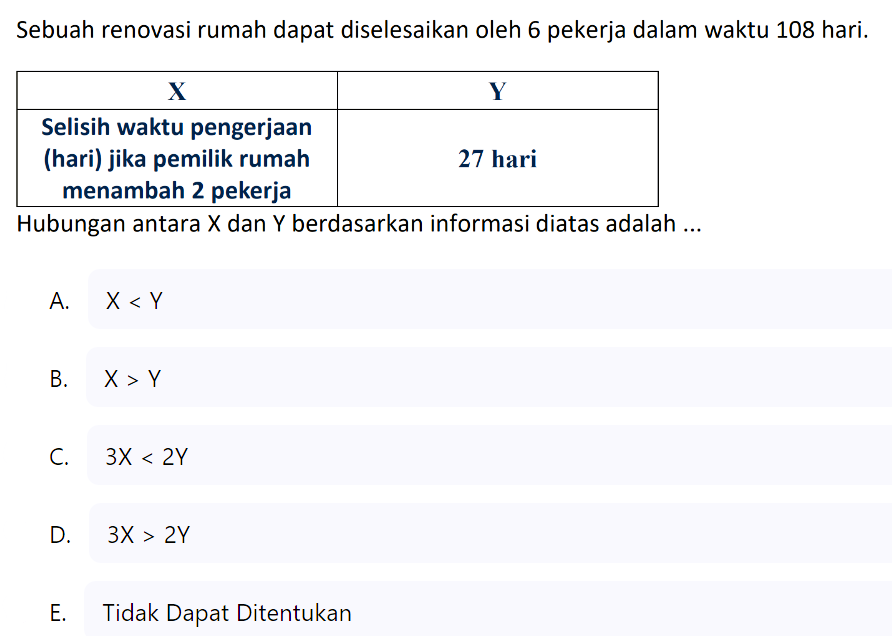 Sebuah renovasi rumah dapat diselesaikan oleh 6 pekerja dalam waktu 108 hari.
X
Y
Selisih waktu pengerjaan
(hari) jika pemilik rumah
menambah 2 pekerja
27 hari
Hubungan antara X dan Y berdasarkan informasi diatas adalah ...
A. X < Y
B. X > Y
C. 3X < 2Y
D. 3X > 2Y
E. Tidak Dapat Ditentukan